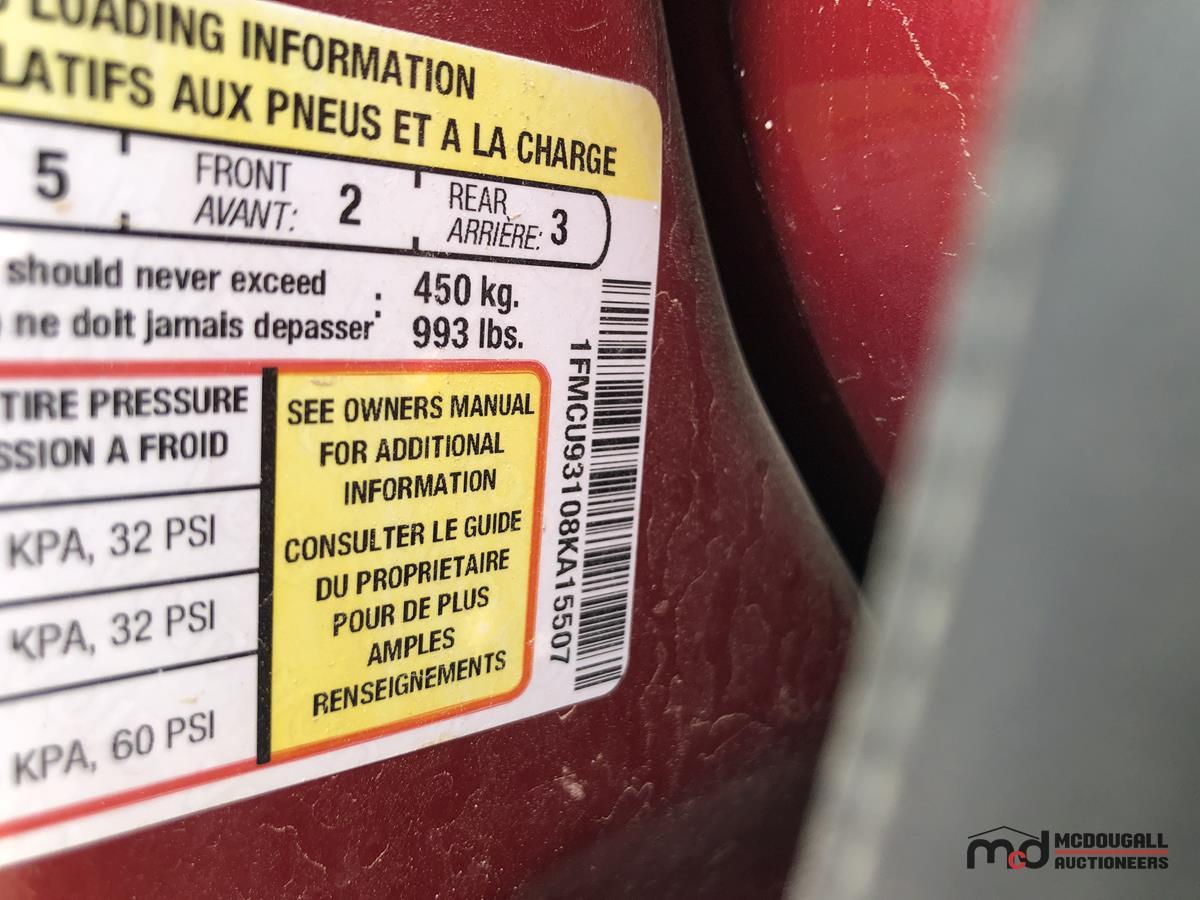 LOADING INFORMATION
LATIFS AUX PNEUS ET A LA CHARGE
5 FRONT AVANT: 2 REAR ARRIÈRE: 3
should never exceed : 450 kg.
ne doit jamais depasser : 993 lbs.
TIRE PRESSURE
SSION A FROID
KPA, 32 PSI
KPA, 32 PSI
KPA, 60 PSI
SEE OWNERS MANUAL
FOR ADDITIONAL
INFORMATION
CONSULTER LE GUIDE
DU PROPRIETAIRE
POUR DE PLUS
AMPLES
RENSEIGNEMENTS
1FMCU93108KA15507
mcd MCDOUGALL
AUCTIONEERS